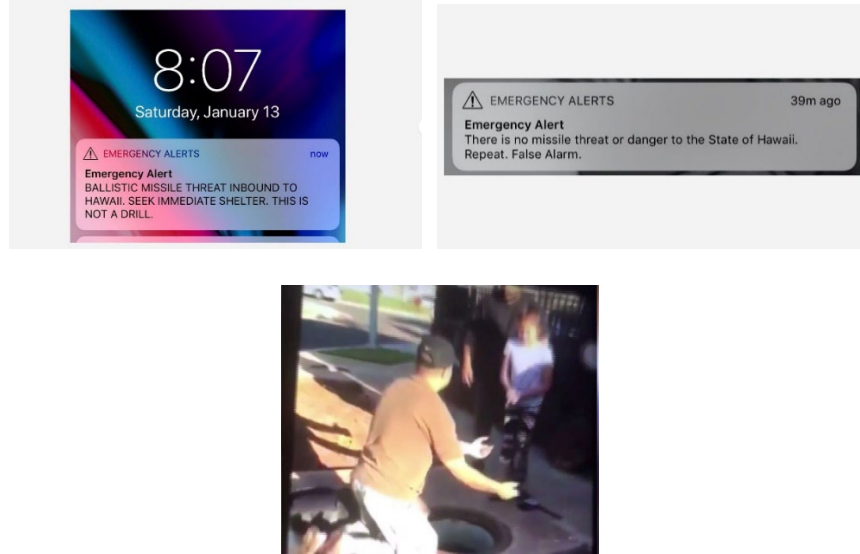 8:07
Saturday, January 13
EMERGENCY ALERTS now
Emergency Alert
BALLISTIC MISSILE THREAT INBOUND TO
HAWAII. SEEK IMMEDIATE SHELTER. THIS IS
NOT A DRILL.
EMERGENCY ALERTS 39m ago
Emergency Alert
There is no missile threat or danger to the State of Hawaii.
Repeat. False Alarm.